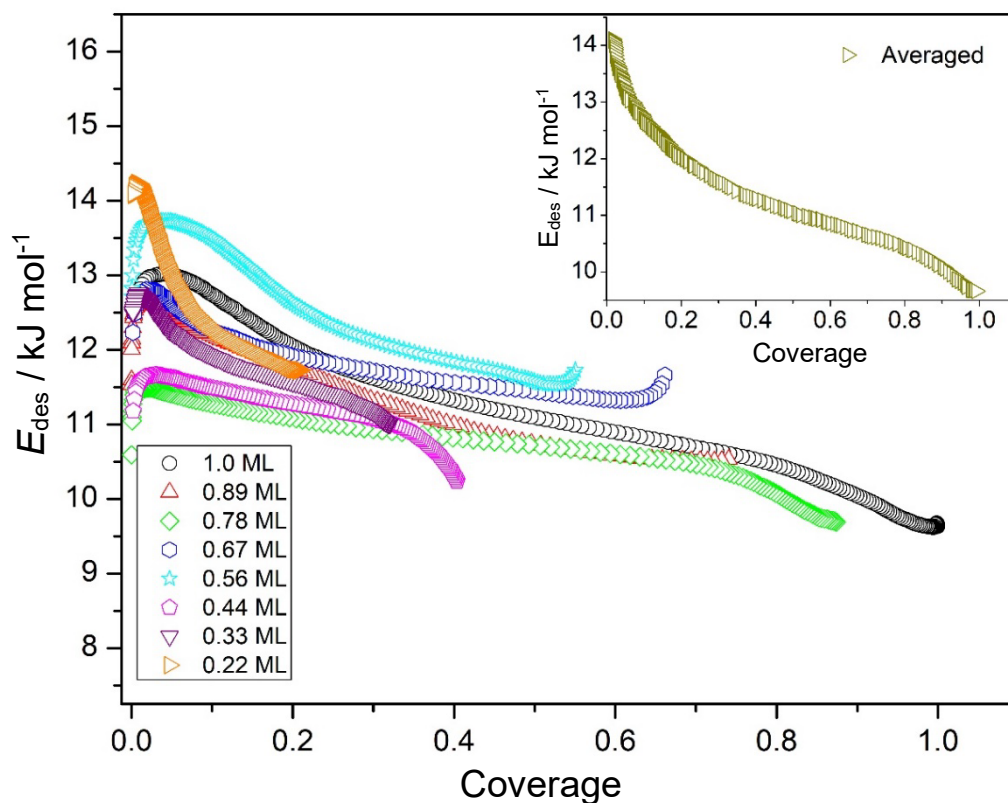 16
15
14
13
12
11
10
9
8
E_des / kJ mol⁻¹
0.0
0.2
0.4
0.6
0.8
1.0
Coverage
1.0 ML
0.89 ML
0.78 ML
0.67 ML
0.56 ML
0.44 ML
0.33 ML
0.22 ML
14
13
12
11
10
E_des / kJ mol⁻¹
Averaged
0.0
0.2
0.4
0.6
0.8
1.0
Coverage